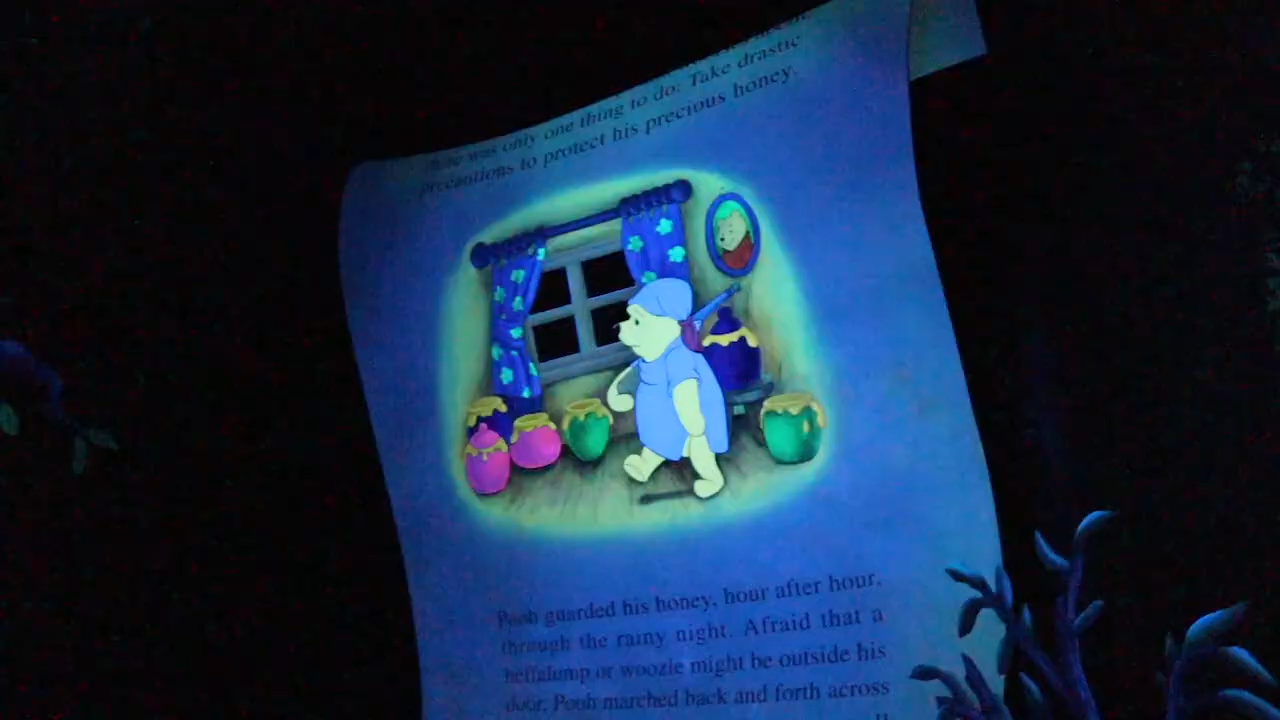 there was only one thing to do: Take drastic
precautions to protect his precious honey.
Pooh guarded his honey, hour after hour,
through the rainy night. Afraid that a
heffalump or woozle might be outside his
door, Pooh marched back and forth across